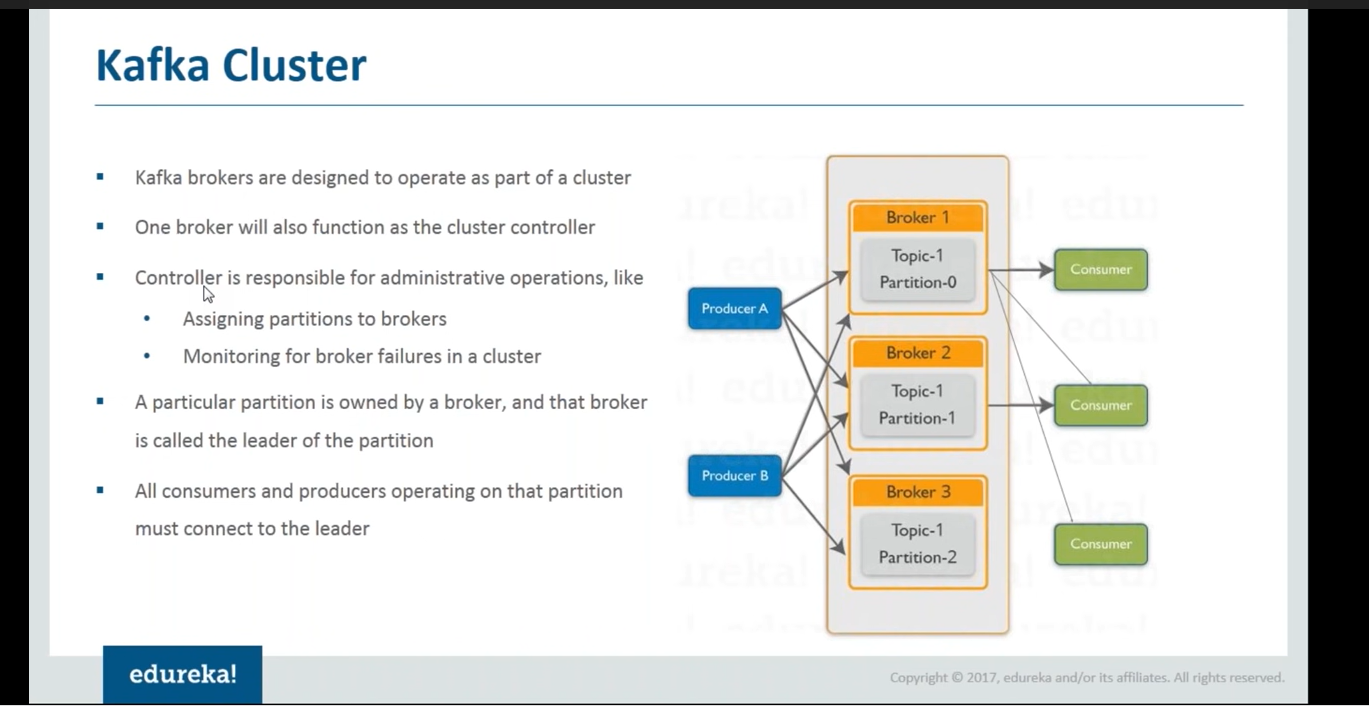 Kafka Cluster
Kafka brokers are designed to operate as part of a cluster
One broker will also function as the cluster controller
Controller is responsible for administrative operations, like
Assigning partitions to brokers
Monitoring for broker failures in a cluster
A particular partition is owned by a broker, and that broker
is called the leader of the partition
All consumers and producers operating on that partition
must connect to the leader
Producer A
Producer B
Broker 1
Topic-1
Partition-0
Broker 2
Topic-1
Partition-1
Broker 3
Topic-1
Partition-2
Consumer
Consumer
Consumer
edureka!
Copyright © 2017, edureka and/or its affiliates. All rights reserved.